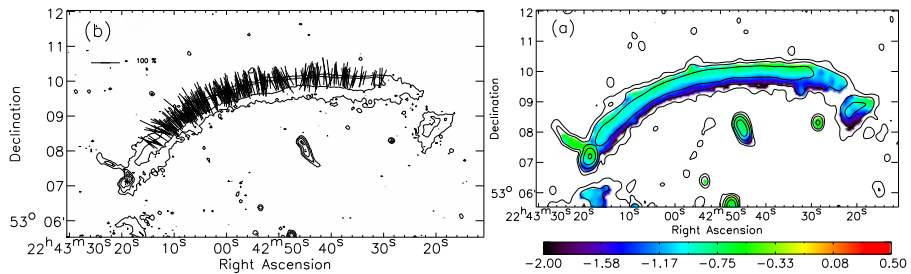 (b)
100 %
12
11
10
09
08
07
53° 06'
Declination
22ʰ43ᵐ30ˢ 20ˢ 10ˢ 00ˢ 42ᵐ50ˢ 40ˢ 30ˢ 20ˢ
Right Ascension
(a)
12
11
10
09
08
07
53° 06'
Declination
22ʰ43ᵐ30ˢ 20ˢ 10ˢ 00ˢ 42ᵐ50ˢ 40ˢ 30ˢ 20ˢ
Right Ascension
-2.00 -1.58 -1.17 -0.75 -0.33 0.08 0.50